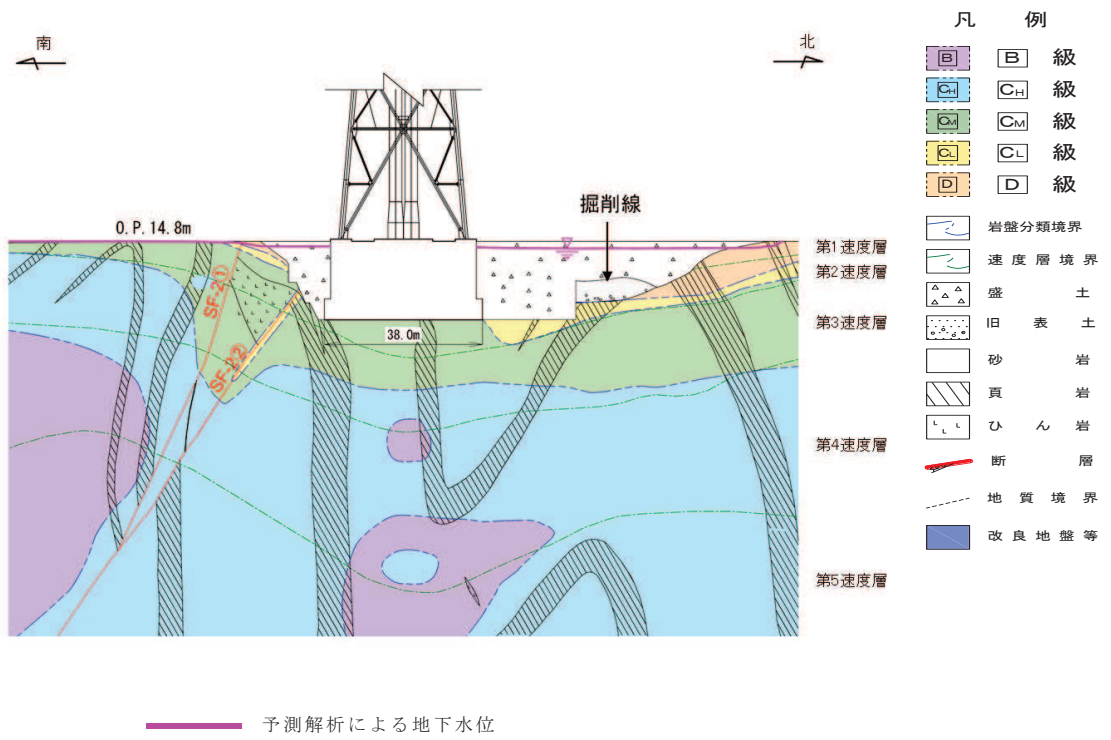 南
北
O.P.14.8m
掘削線
38.0m
SF-2①
SF-2②
第1速度層
第2速度層
第3速度層
第4速度層
第5速度層
凡 例
B B 級
CH CH 級
CM CM 級
CL CL 級
D D 級
岩盤分類境界
速度層境界
盛 土
旧 表 土
砂 岩
頁 岩
ひ ん 岩
断 層
地 質 境 界
改 良 地 盤 等
予測解析による地下水位